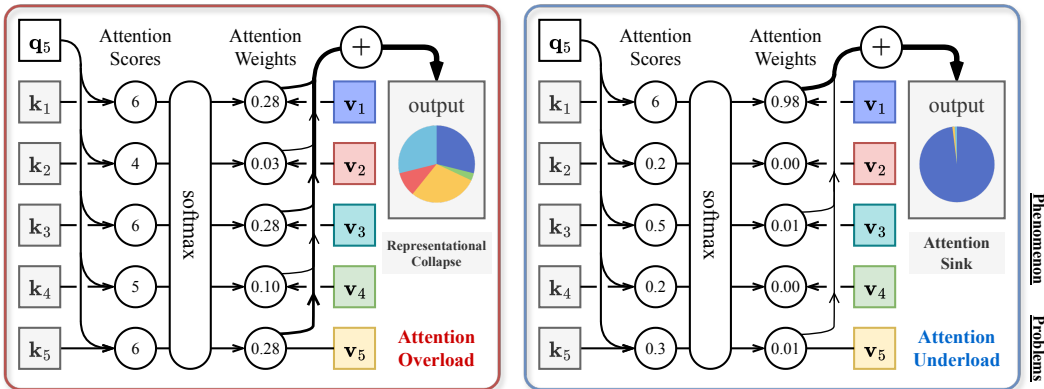 q5
Attention
Scores
Attention
Weights
+
k1
6
0.28
v1
output
k2
4
0.03
v2
k3
6
softmax
0.28
v3
Representational
Collapse
k4
5
0.10
v4
k5
6
0.28
v5
Attention
Overload
q5
Attention
Scores
Attention
Weights
+
k1
6
0.98
v1
output
k2
0.2
0.00
v2
k3
0.5
softmax
0.01
v3
Attention
Sink
k4
0.2
0.00
v4
k5
0.3
0.01
v5
Attention
Underload
Phenomenon
Problems